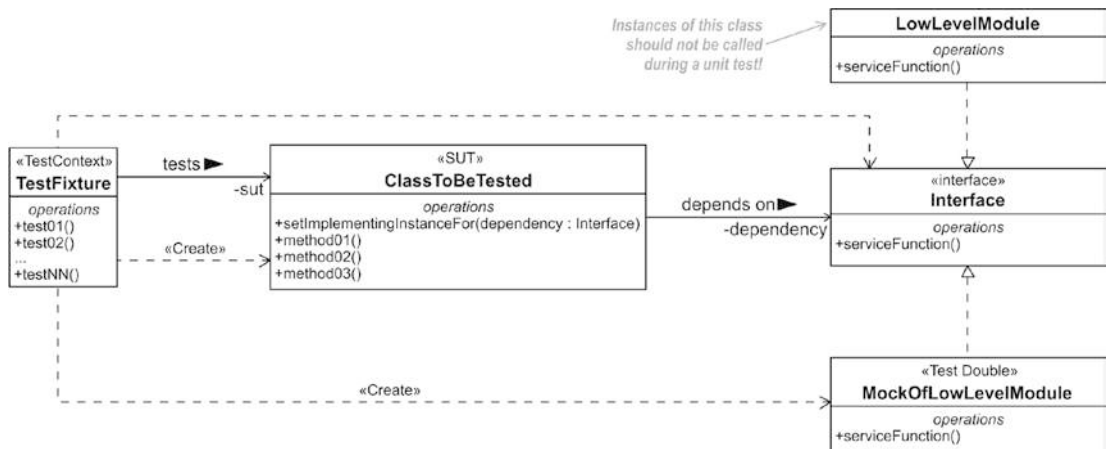 Instances of this class
should not be called
during a unit test!
LowLevelModule
operations
+serviceFunction()
«TestContext»
TestFixture
operations
+test01()
+test02()
...
+testNN()
tests
-sut
«Create»
«SUT»
ClassToBeTested
operations
+setImplementingInstanceFor(dependency : Interface)
+method01()
+method02()
+method03()
depends on
-dependency
«interface»
Interface
operations
+serviceFunction()
«Create»
«Test Double»
MockOfLowLevelModule
operations
+serviceFunction()